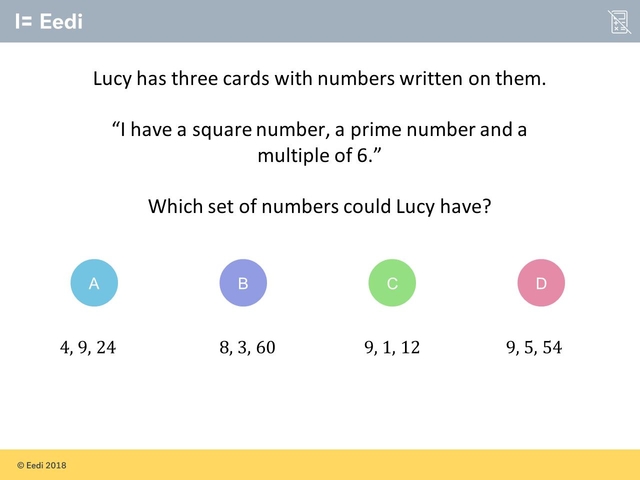 I= Eedi
Lucy has three cards with numbers written on them.
“I have a square number, a prime number and a
multiple of 6.”
Which set of numbers could Lucy have?
A B C D
4, 9, 24 8, 3, 60 9, 1, 12 9, 5, 54
© Eedi 2018